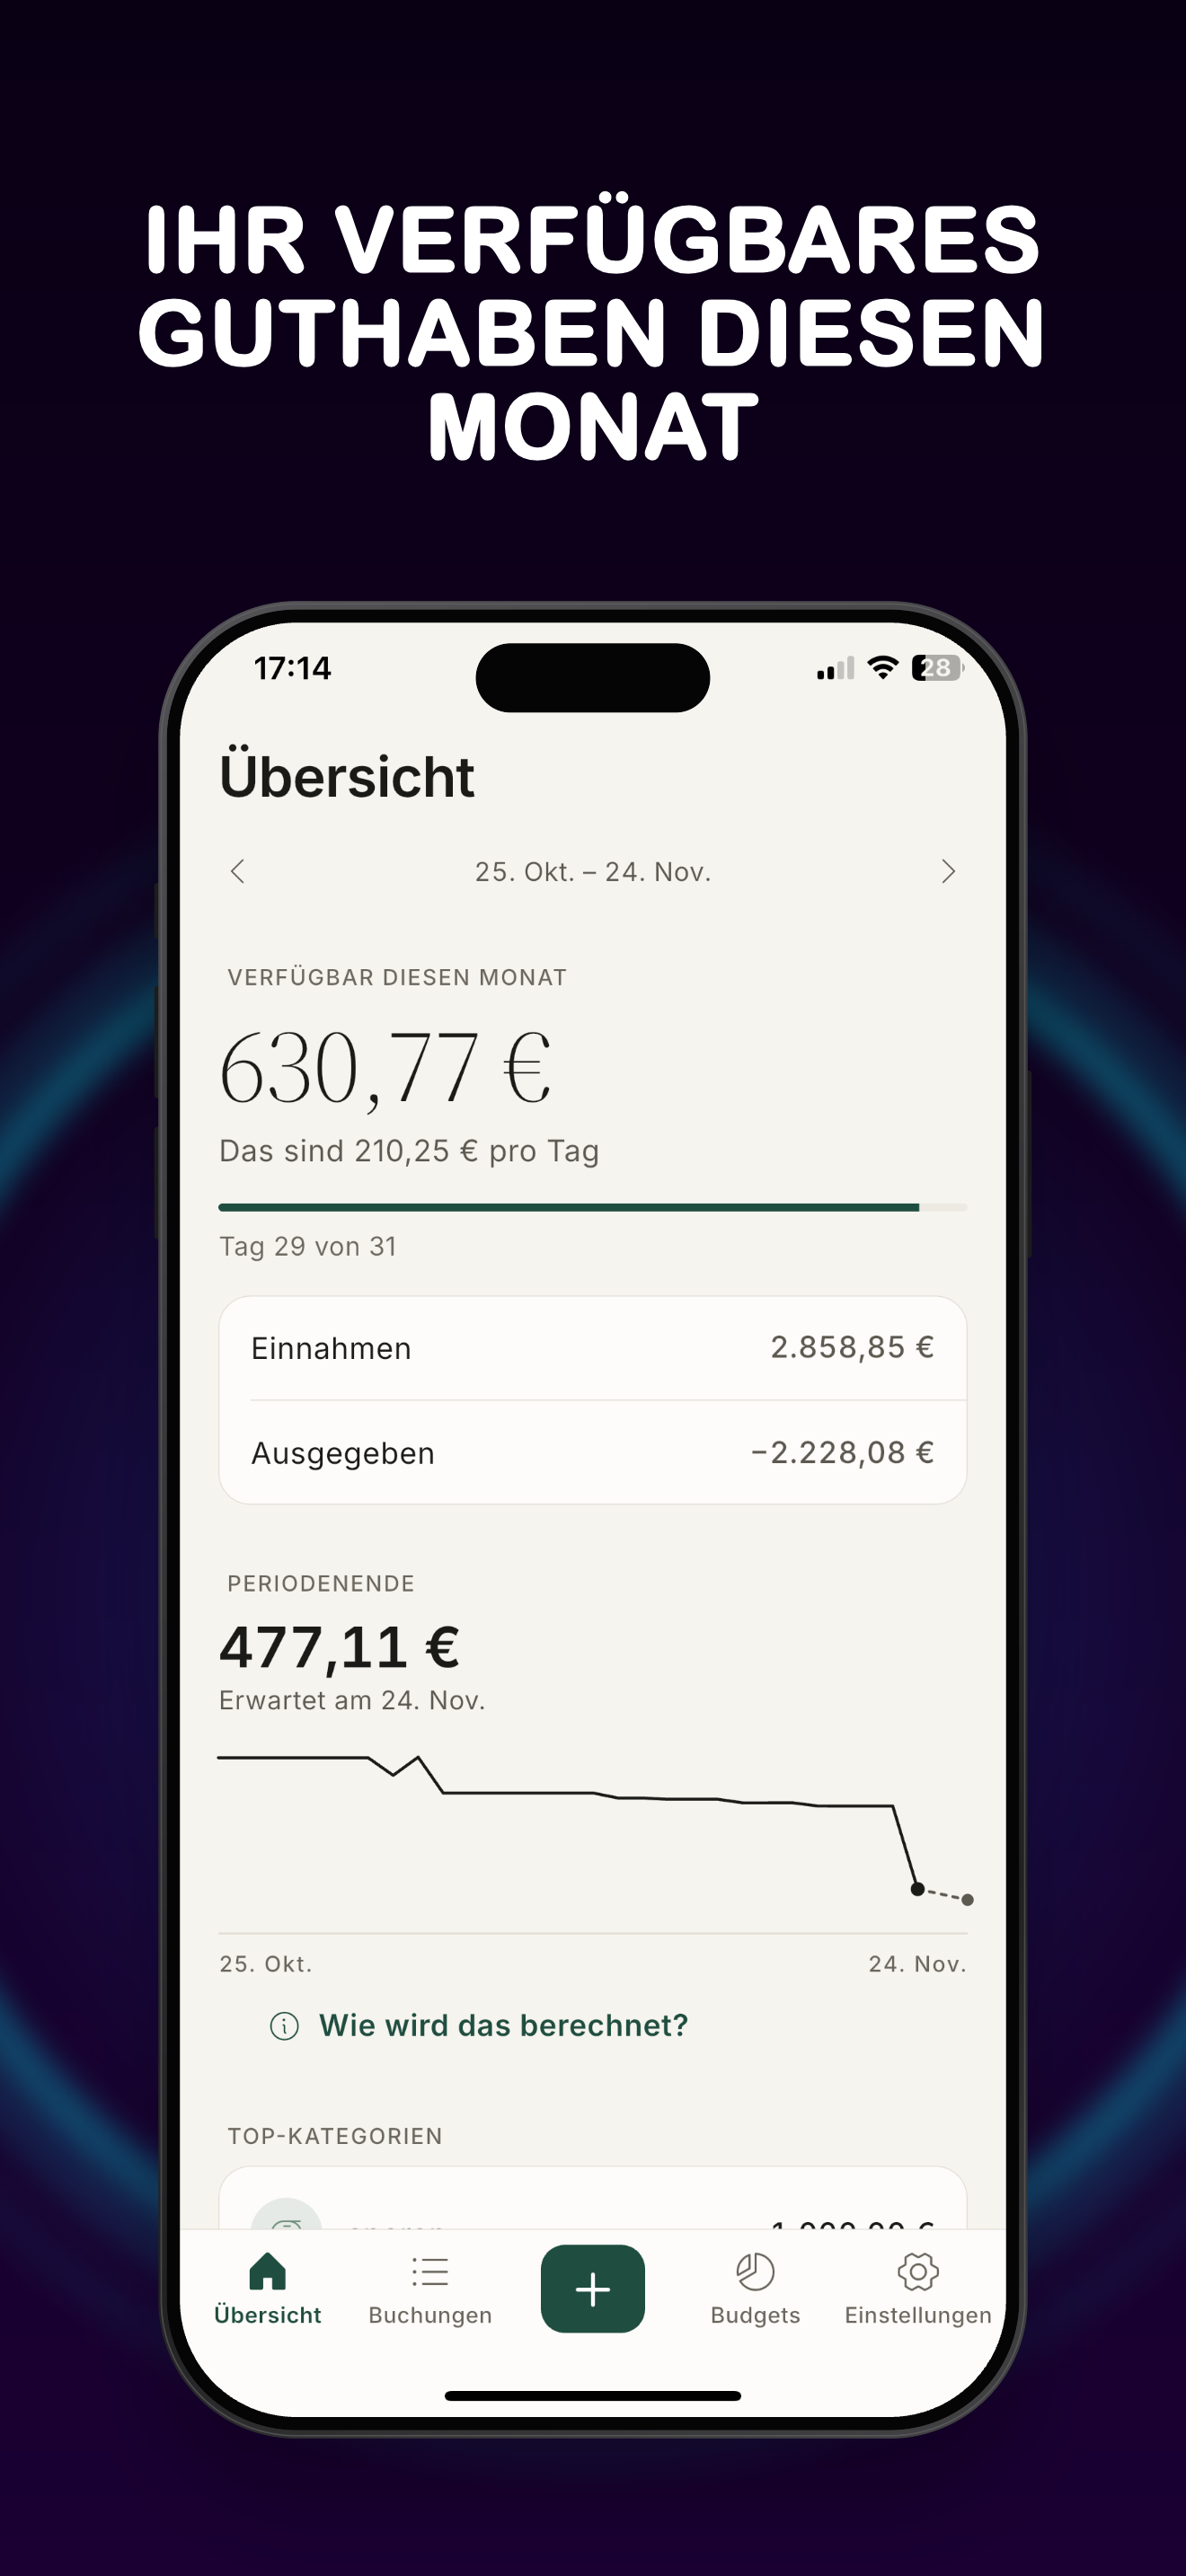 IHR VERFÜGBARES
GUTHABEN DIESEN
MONAT
17:14
28
Übersicht
25. Okt. – 24. Nov.
VERFÜGBAR DIESEN MONAT
630,77 €
Das sind 210,25 € pro Tag
Tag 29 von 31
Einnahmen 2.858,85 €
Ausgegeben −2.228,08 €
PERIODENENDE
477,11 €
Erwartet am 24. Nov.
25. Okt. 24. Nov.
Wie wird das berechnet?
TOP-KATEGORIEN
Übersicht Buchungen Budgets Einstellungen